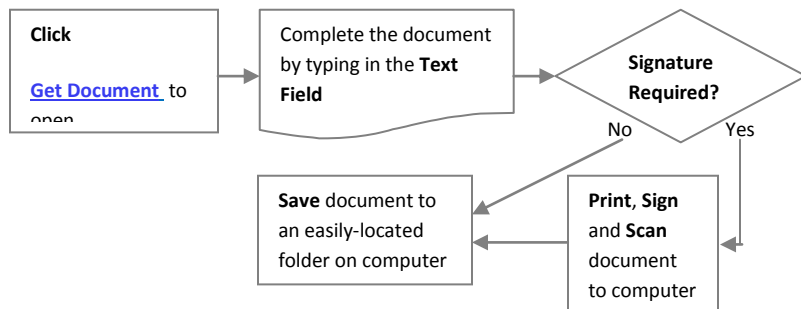 Click
Get Document to
open
Complete the document
by typing in the Text
Field
Signature
Required?
No
Yes
Save document to
an easily-located
folder on computer
Print, Sign
and Scan
document
to computer